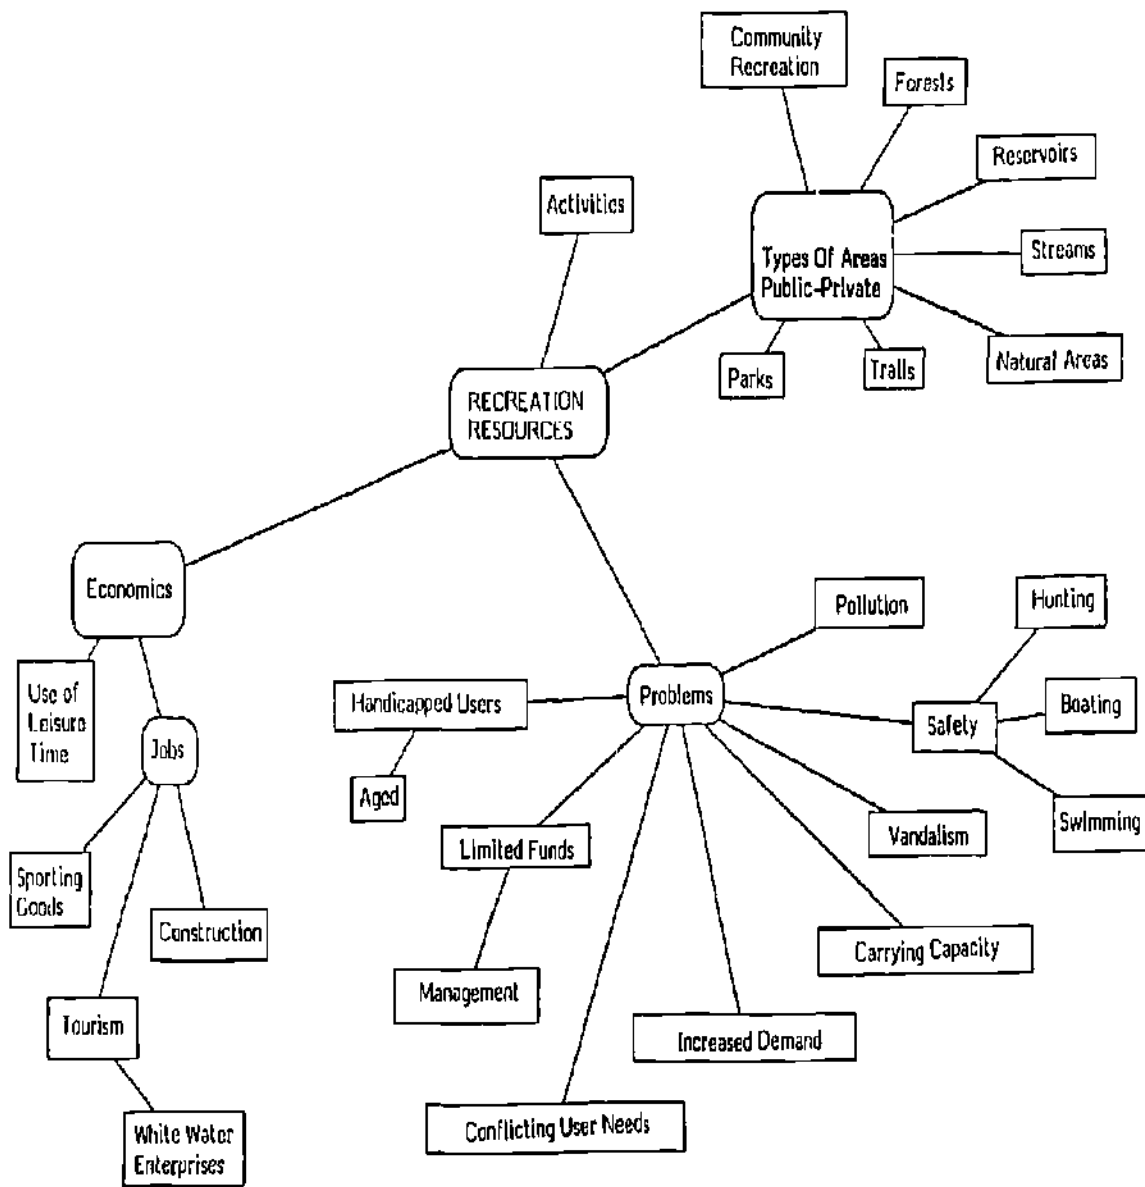 Community
Recreation
Forests
Reservoirs
Activities
Streams
Types Of Areas
Public-Private
Natural Areas
Parks
Trails
RECREATION
RESOURCES
Economics
Pollution
Hunting
Use of
Leisure
Time
Handicapped Users
Problems
Safety
Boating
Jobs
Aged
Limited Funds
Vandalism
Swimming
Sporting
Goods
Construction
Carrying Capacity
Management
Tourism
Increased Demand
Conflicting User Needs
White Water
Enterprises